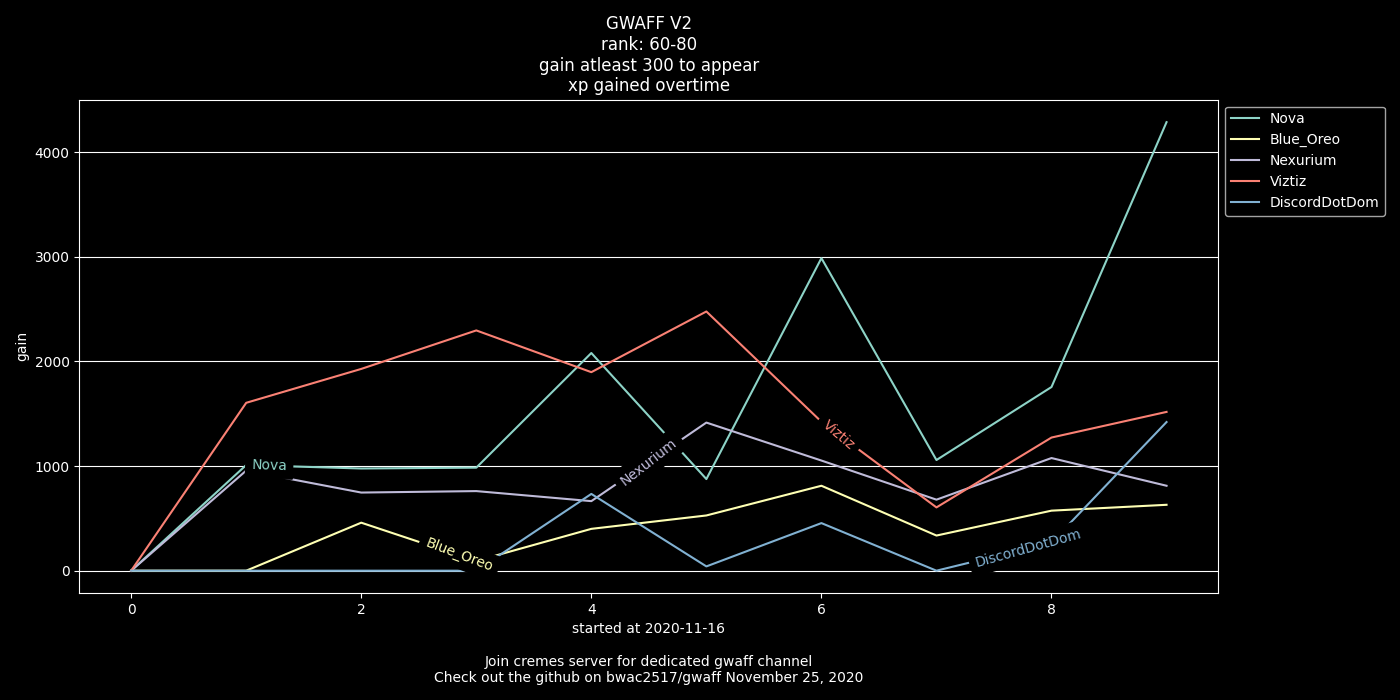 GWAFF V2
rank: 60-80
gain atleast 300 to appear
xp gained overtime
Nova
Blue_Oreo
Nexurium
Viztiz
DiscordDotDom
gain
4000
3000
2000
1000
0
Nova
Blue_Oreo
Nexurium
Viztiz
DiscordDotDom
0 2 4 6 8
started at 2020-11-16
Join cremes server for dedicated gwaff channel
Check out the github on bwac2517/gwaff November 25, 2020